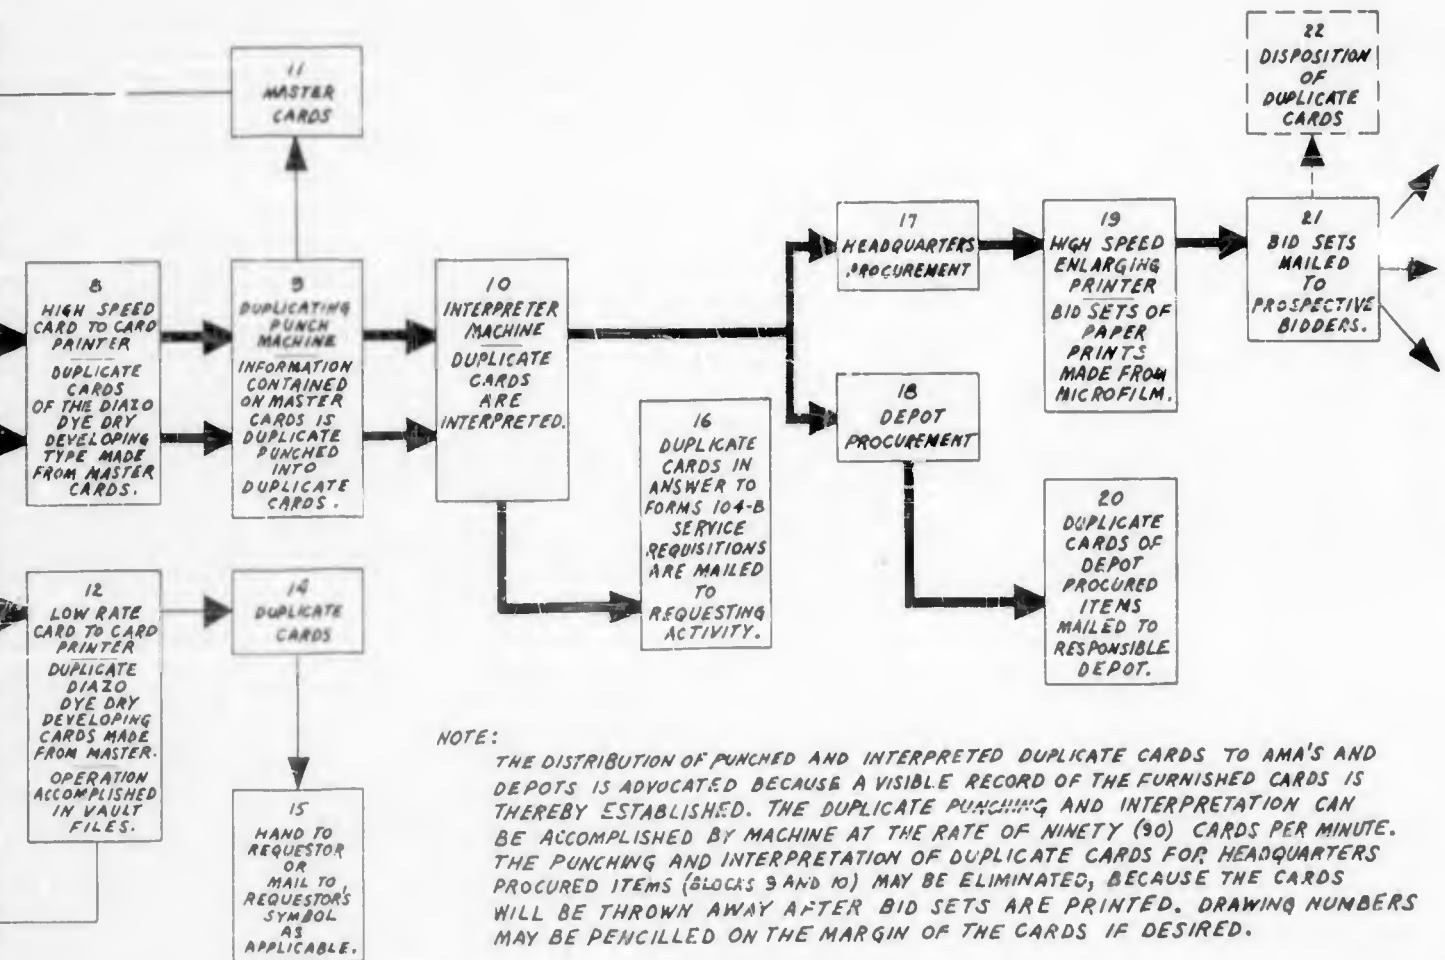 22
DISPOSITION
OF
DUPLICATE
CARDS
11
MASTER
CARDS
8
HIGH SPEED
CARD TO CARD
PRINTER
DUPLICATE
CARDS
OF THE DIAZO
DYE DRY
DEVELOPING
TYPE MADE
FROM MASTER
CARDS.
9
DUPLICATING
PUNCH
MACHINE
INFORMATION
CONTAINED
ON MASTER
CARDS IS
DUPLICATE
PUNCHED
INTO
DUPLICATE
CARDS.
10
INTERPRETER
MACHINE
DUPLICATE
CARDS
ARE
INTERPRETED.
17
HEADQUARTERS
PROCUREMENT
19
HIGH SPEED
ENLARGING
PRINTER
BID SETS OF
PAPER
PRINTS
MADE FROM
MICROFILM.
21
BID SETS
MAILED
TO
PROSPECTIVE
BIDDERS.
18
DEPOT
PROCUREMENT
16
DUPLICATE
CARDS IN
ANSWER TO
FORMS 104-B
SERVICE
REQUISITIONS
ARE MAILED
TO
REQUESTING
ACTIVITY.
20
DUPLICATE
CARDS OF
DEPOT
PROCURED
ITEMS
MAILED TO
RESPONSIBLE
DEPOT.
12
LOW RATE
CARD TO CARD
PRINTER
DUPLICATE
DIAZO
DYE DRY
DEVELOPING
CARDS MADE
FROM MASTER.
OPERATION
ACCOMPLISHED
IN VAULT
FILES.
14
DUPLICATE
CARDS
15
HAND TO
REQUESTOR
OR
MAIL TO
REQUESTOR'S
SYMBOL
AS
APPLICABLE.
NOTE:
THE DISTRIBUTION OF PUNCHED AND INTERPRETED DUPLICATE CARDS TO AMA'S AND
DEPOTS IS ADVOCATED BECAUSE A VISIBLE RECORD OF THE FURNISHED CARDS IS
THEREBY ESTABLISHED. THE DUPLICATE PUNCHING AND INTERPRETATION CAN
BE ACCOMPLISHED BY MACHINE AT THE RATE OF NINETY (90) CARDS PER MINUTE.
THE PUNCHING AND INTERPRETATION OF DUPLICATE CARDS FOR HEADQUARTERS
PROCURED ITEMS (BLOCKS 9 AND 10) MAY BE ELIMINATED, BECAUSE THE CARDS
WILL BE THROWN AWAY AFTER BID SETS ARE PRINTED. DRAWING NUMBERS
MAY BE PENCILLED ON THE MARGIN OF THE CARDS IF DESIRED.